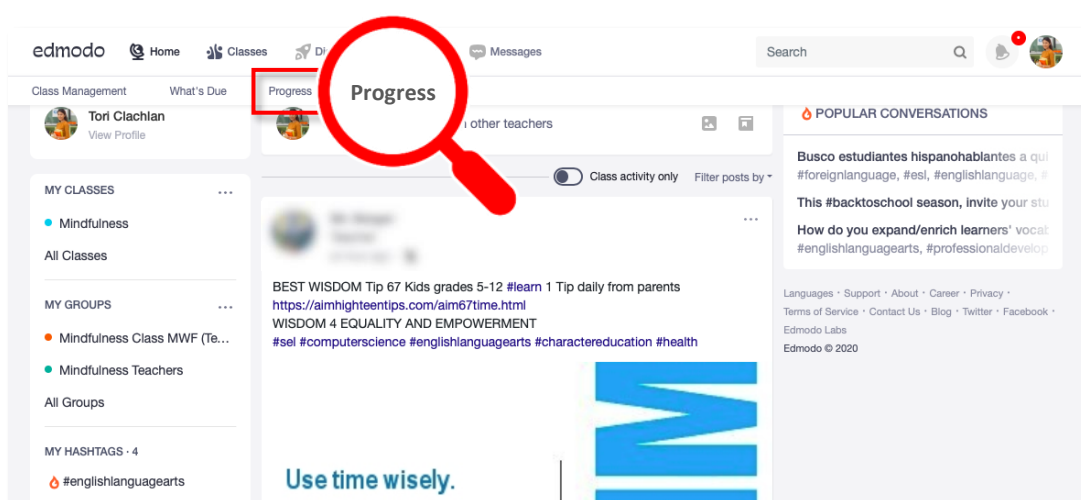 edmodo Home Classes Di Messages Search
Class Management What's Due Progress Progress
Tori Clachlan
View Profile
other teachers
MY CLASSES ...
Mindfulness
All Classes
MY GROUPS ...
Mindfulness Class MWF (Te...
Mindfulness Teachers
All Groups
MY HASHTAGS · 4
#englishlanguagearts
Class activity only Filter posts by
...
BEST WISDOM Tip 67 Kids grades 5-12 #learn 1 Tip daily from parents
https://aimhighteentips.com/aim67time.html
WISDOM 4 EQUALITY AND EMPOWERMENT
#sel #computerscience #englishlanguagearts #charactereducation #health
Use time wisely.
POPULAR CONVERSATIONS
Busco estudiantes hispanohablantes a qui
#foreignlanguage, #esl, #englishlanguage, #
This #backtoschool season, invite your stu
How do you expand/enrich learners' vocab
#englishlanguagearts, #professionaldevelop
Languages · Support · About · Career · Privacy ·
Terms of Service · Contact Us · Blog · Twitter · Facebook ·
Edmodo Labs
Edmodo © 2020